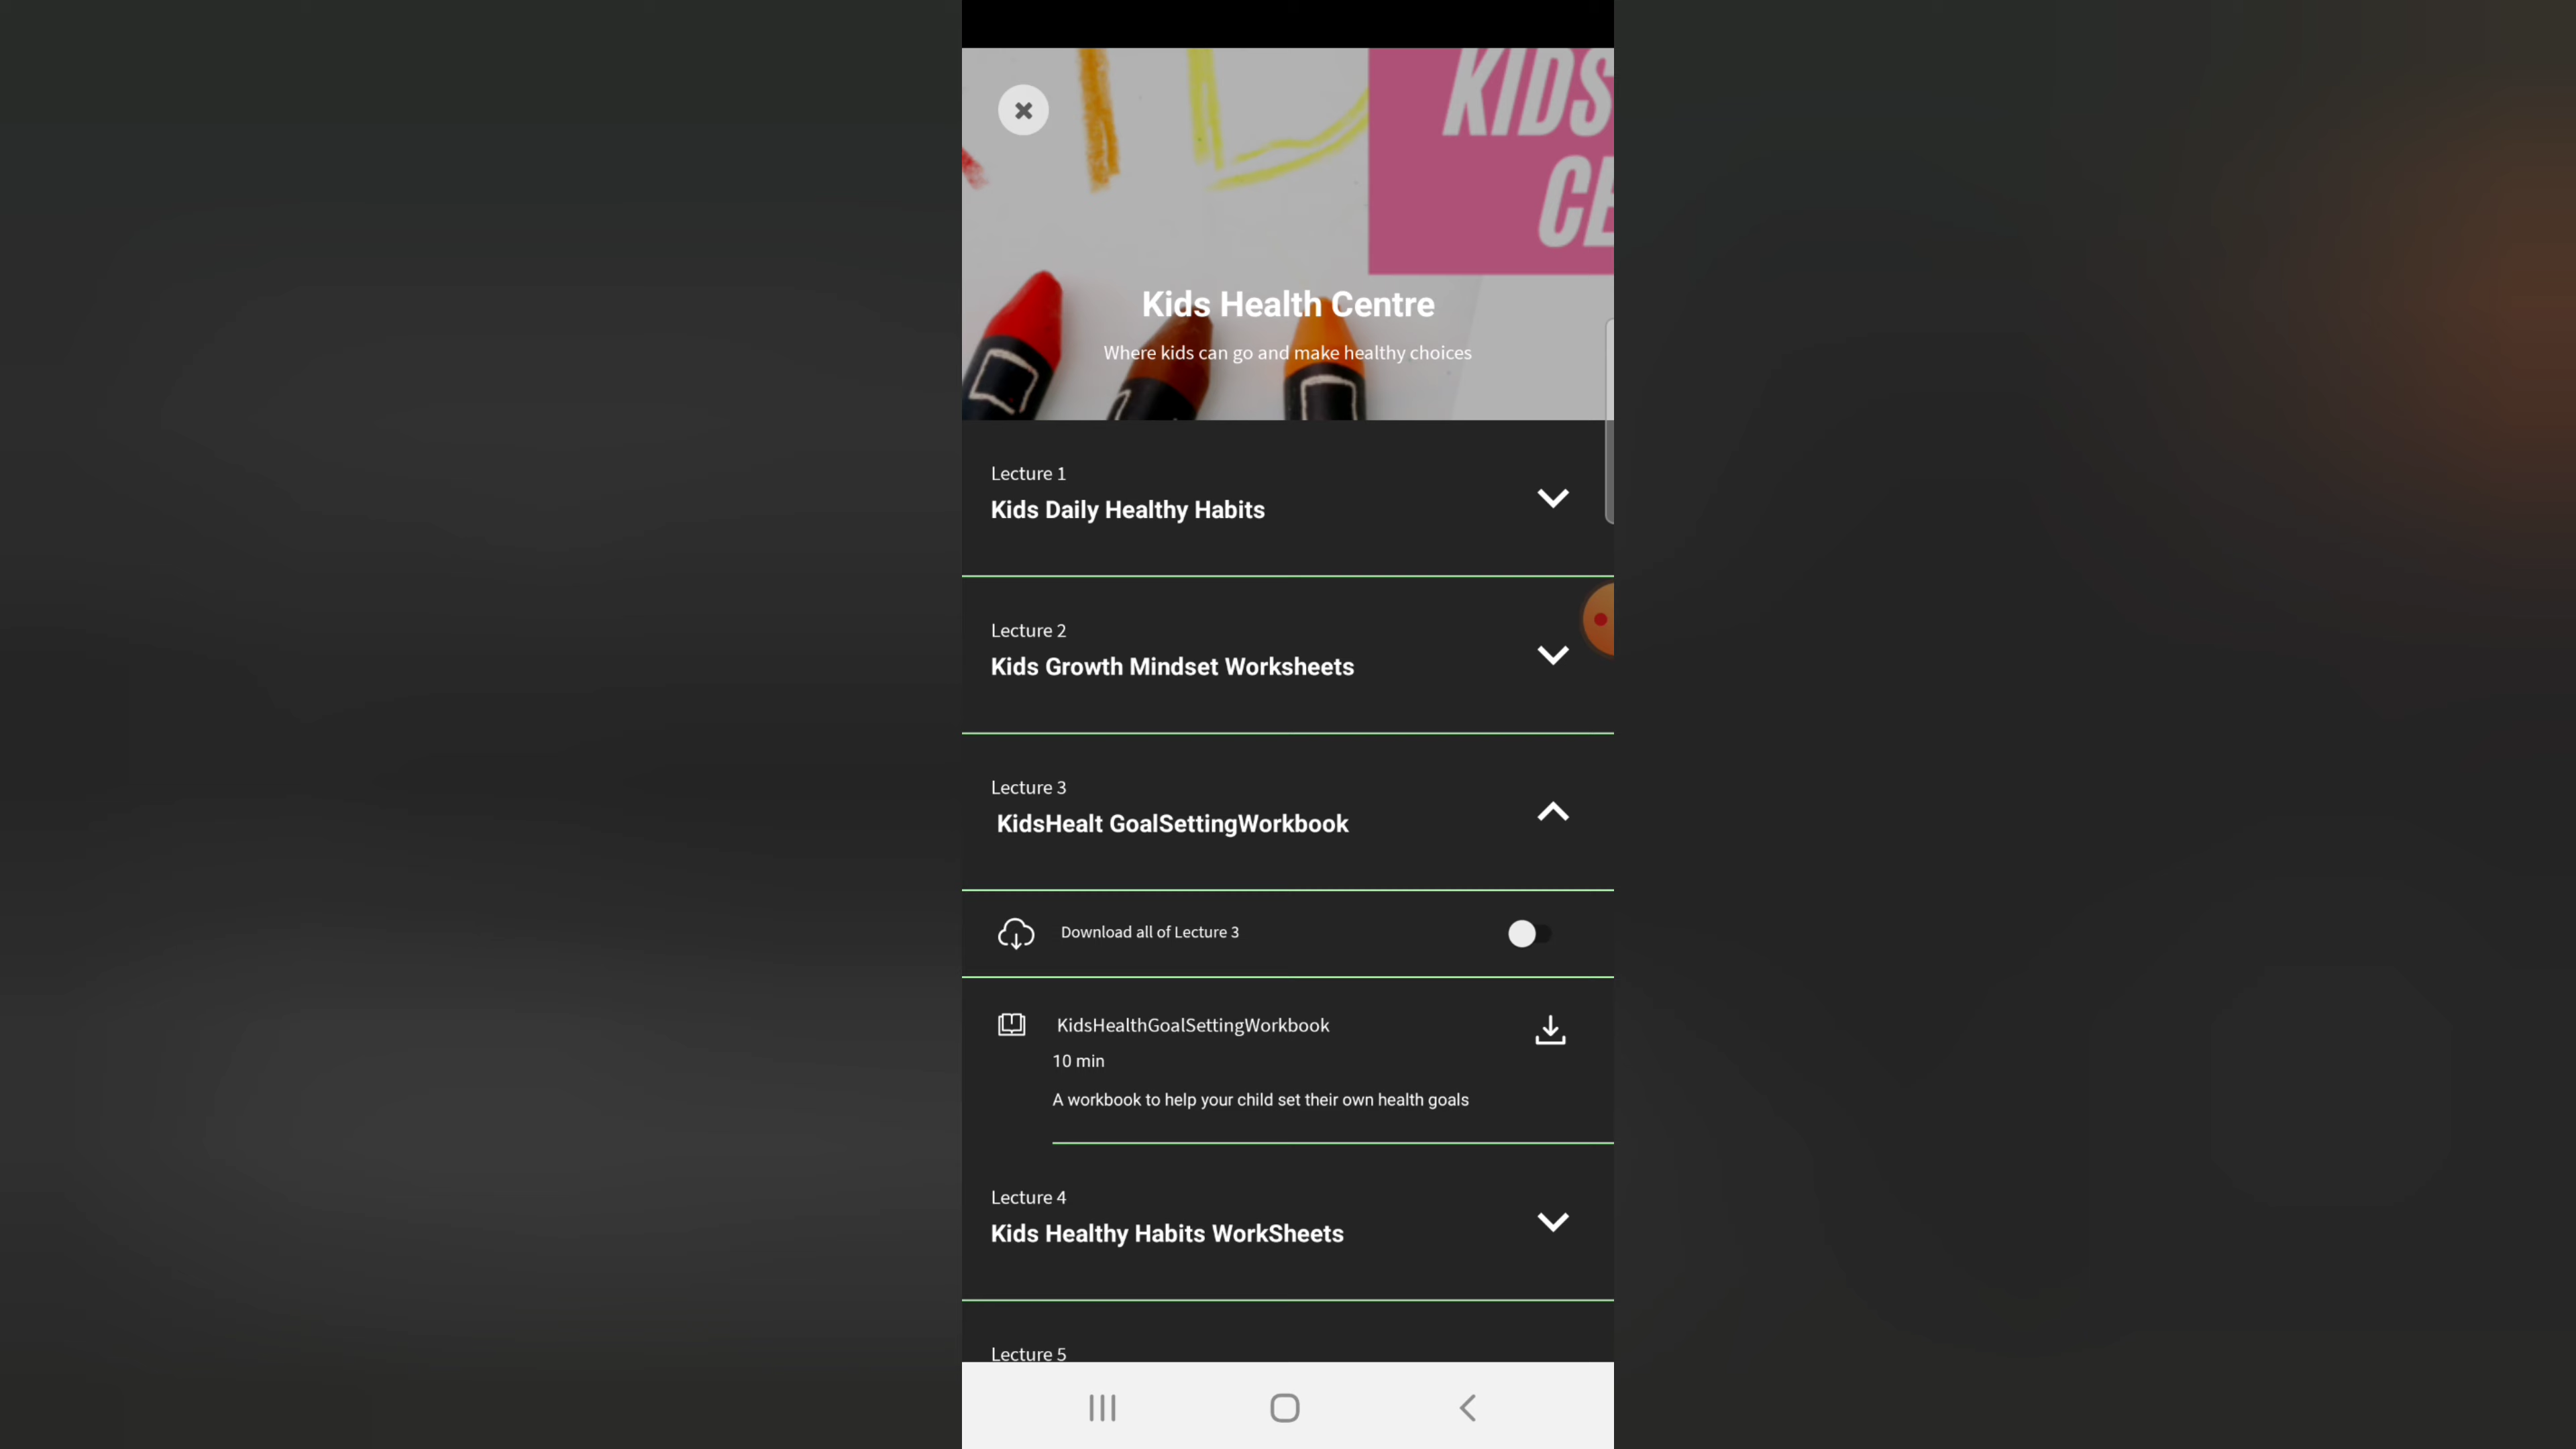 KIDS
CE
Kids Health Centre
Where kids can go and make healthy choices
Lecture 1
Kids Daily Healthy Habits
Lecture 2
Kids Growth Mindset Worksheets
Lecture 3
KidsHealt GoalSettingWorkbook
Download all of Lecture 3
KidsHealthGoalSettingWorkbook
10 min
A workbook to help your child set their own health goals
Lecture 4
Kids Healthy Habits WorkSheets
Lecture 5